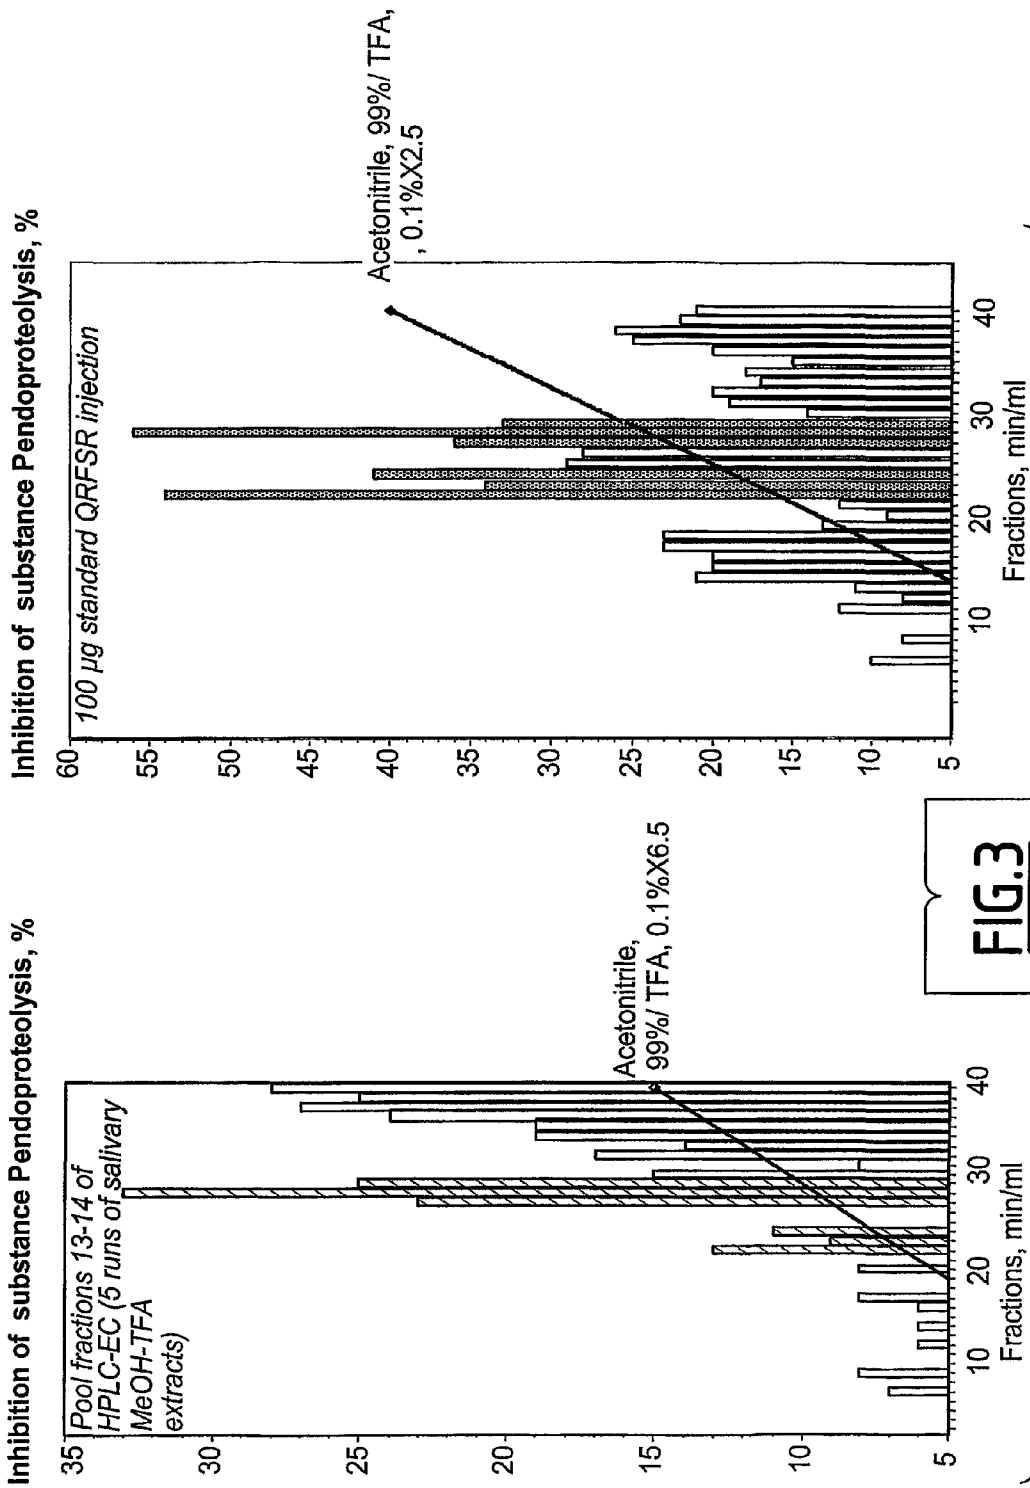 Inhibition of substance Pendoproteolysis, %
35
30
25
20
15
10
5
Pool fractions 13-14 of
HPLC-EC (5 runs of salivary
MeOH-TFA
extracts)
Acetonitrile,
99%/ TFA, 0.1%X6.5
10
20
30
40
Fractions, min/ml
Inhibition of substance Pendoproteolysis, %
60
55
50
45
40
35
30
25
20
15
10
5
100 µg standard QRFSR injection
Acetonitrile, 99%/ TFA,
, 0.1%X2.5
10
20
30
40
Fractions, min/ml
FIG.3